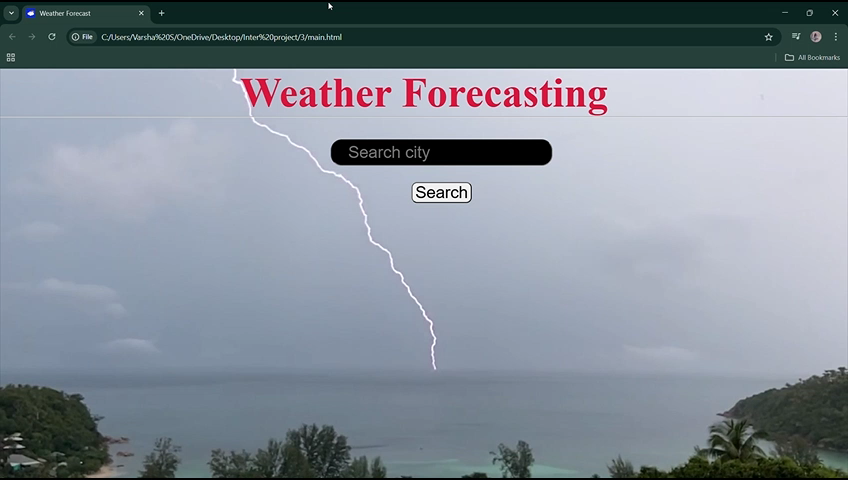 Weather Forecast
File
C:/Users/Varsha%20S/OneDrive/Desktop/Inter%20project/3/main.html
All Bookmarks
Weather Forecasting
Search city
Search